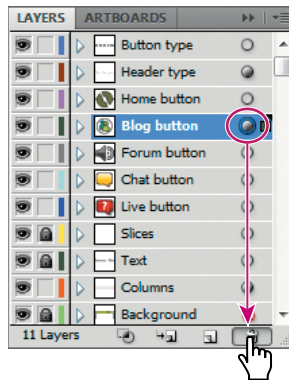 LAYERS ARTBOARDS
Button type
Header type
Home button
Blog button
Forum button
Chat button
Live button
Slices
Text
Columns
Background
11 Layers